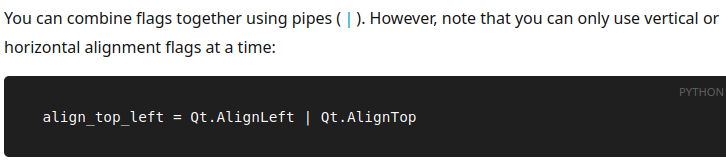 You can combine flags together using pipes ( | ). However, note that you can only use vertical or
horizontal alignment flags at a time:
PYTHON
align_top_left = Qt.AlignLeft | Qt.AlignTop